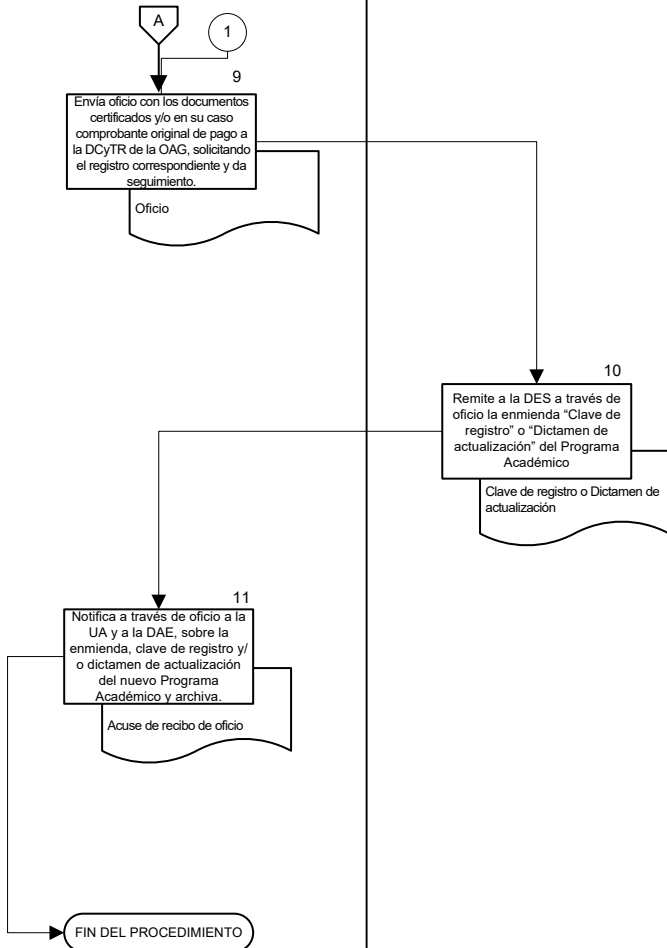 A
1
9
Envía oficio con los documentos
certificados y/o en su caso
comprobante original de pago a
la DCyTR de la OAG, solicitando
el registro correspondiente y da
seguimiento.
Oficio
10
Remite a la DES a través de
oficio la enmienda “Clave de
registro” o “Dictamen de
actualización” del Programa
Académico
Clave de registro o Dictamen de
actualización
11
Notifica a través de oficio a la
UA y a la DAE, sobre la
enmienda, clave de registro y/
o dictamen de actualización
del nuevo Programa
Académico y archiva.
Acuse de recibo de oficio
FIN DEL PROCEDIMIENTO